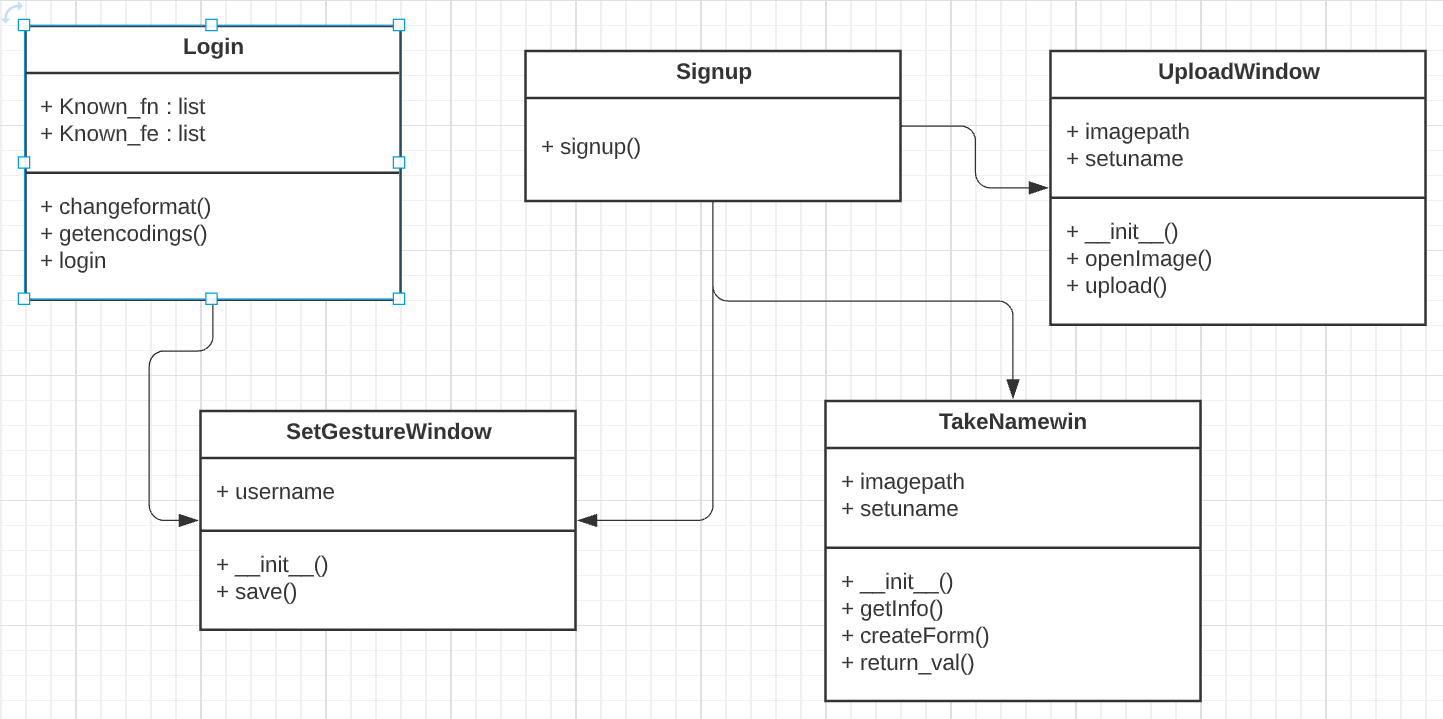 Login
+ Known_fn : list
+ Known_fe : list
+ changeformat()
+ getencodings()
+ login
Signup
+ signup()
UploadWindow
+ imagepath
+ setuname
+ __init__()
+ openImage()
+ upload()
SetGestureWindow
+ username
+ __init__()
+ save()
TakeNamewin
+ imagepath
+ setuname
+ __init__()
+ getInfo()
+ createForm()
+ return_val()